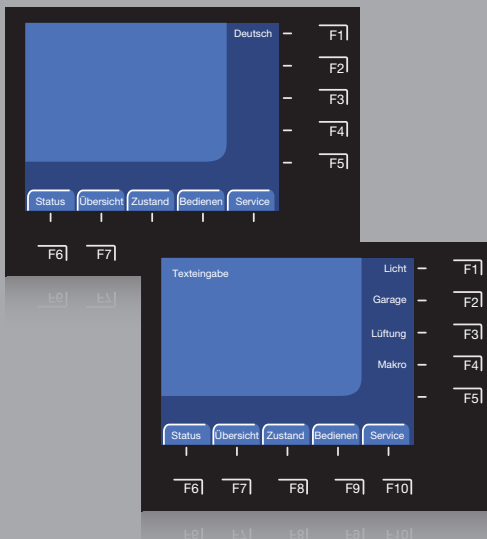 Deutsch
F1
F2
F3
F4
F5
Status Übersicht Zustand Bedienen Service
F6 F7
Texteingabe
Licht F1
Garage F2
Lüftung F3
Makro F4
F5
Status Übersicht Zustand Bedienen Service
F6 F7 F8 F9 F10